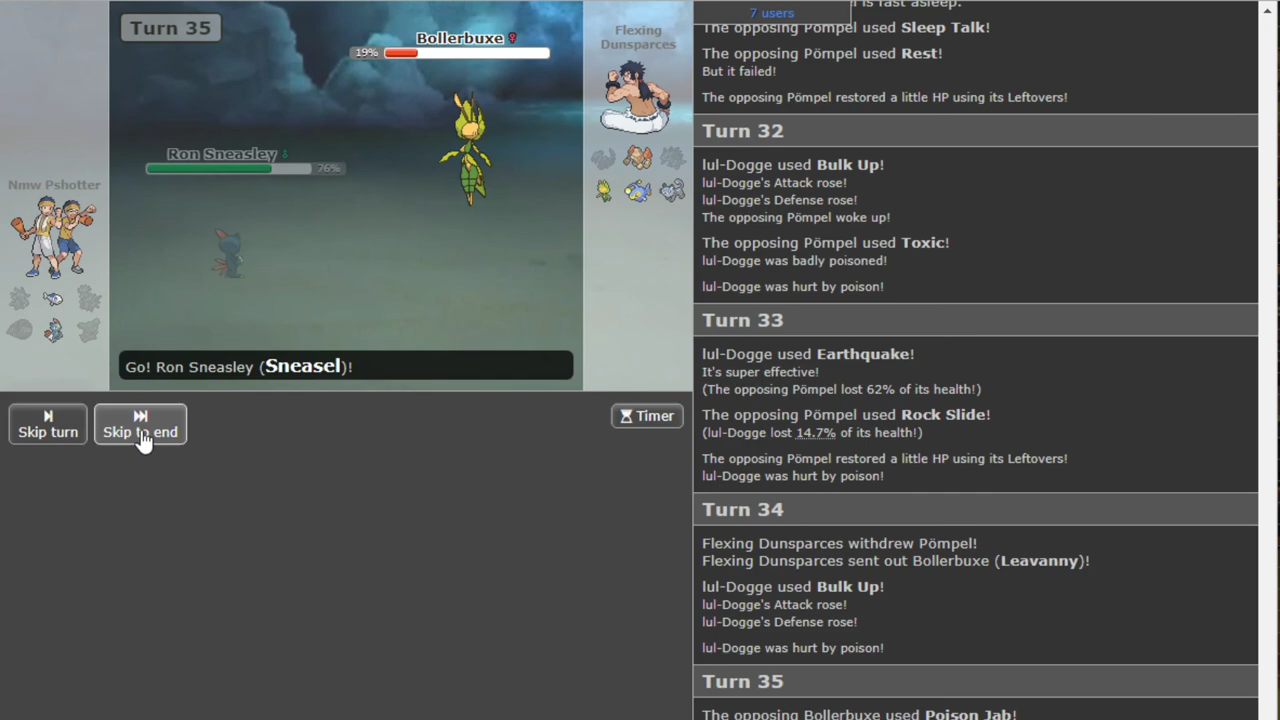 Turn 35
Bollerbuxe ♀
19%
Flexing
Dunsparces
Ron Sneasley ♂
76%
Nmw Pshotter
Go! Ron Sneasley (Sneasel)!
Skip turn
Skip to end
Timer
7 users
The opposing Pömpel used Sleep Talk!
The opposing Pömpel used Rest!
But it failed!
The opposing Pömpel restored a little HP using its Leftovers!
Turn 32
lul-Dogge used Bulk Up!
lul-Dogge's Attack rose!
lul-Dogge's Defense rose!
The opposing Pömpel woke up!
The opposing Pömpel used Toxic!
lul-Dogge was badly poisoned!
lul-Dogge was hurt by poison!
Turn 33
lul-Dogge used Earthquake!
It's super effective!
(The opposing Pömpel lost 62% of its health!)
The opposing Pömpel used Rock Slide!
(lul-Dogge lost 14.7% of its health!)
The opposing Pömpel restored a little HP using its Leftovers!
lul-Dogge was hurt by poison!
Turn 34
Flexing Dunsparces withdrew Pömpel!
Flexing Dunsparces sent out Bollerbuxe (Leavanny)!
lul-Dogge used Bulk Up!
lul-Dogge's Attack rose!
lul-Dogge's Defense rose!
lul-Dogge was hurt by poison!
Turn 35
The opposing Bollerbuxe used Poison Jab!